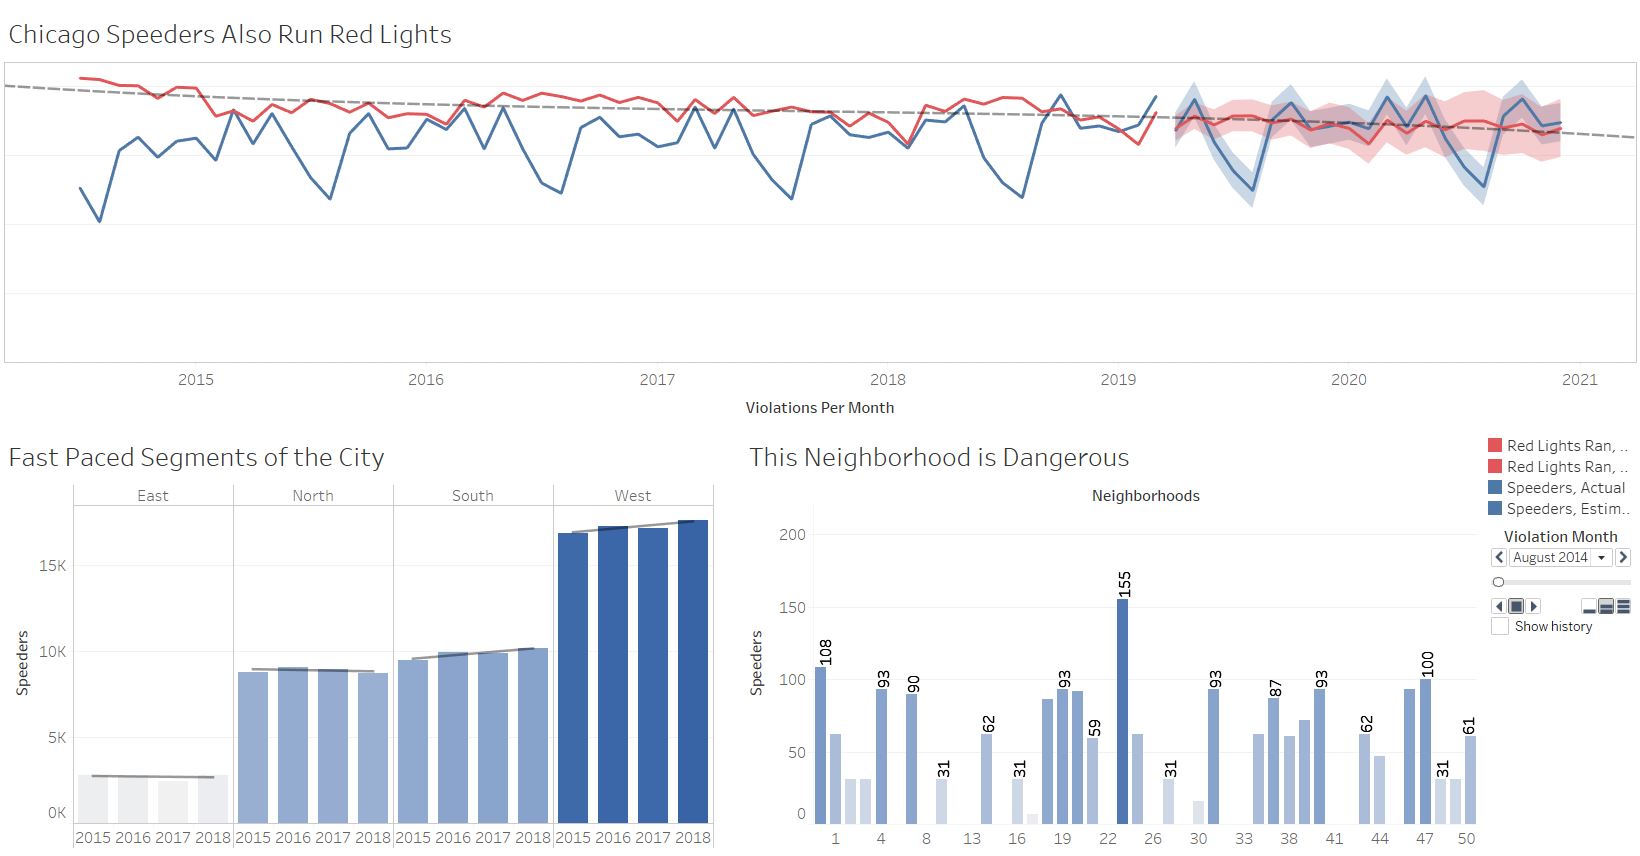 Chicago Speeders Also Run Red Lights
2015 2016 2017 2018 2019 2020 2021
Violations Per Month
Fast Paced Segments of the City
East North South West
Speeders
15K
10K
5K
0K
2015 2016 2017 2018 2015 2016 2017 2018 2015 2016 2017 2018 2015 2016 2017 2018
This Neighborhood is Dangerous
Neighborhoods
Speeders
200
150
100
50
0
108 93 90 31 62 31 93 59 155 31 93 87 93 62 100 31 61
1 4 8 13 16 19 22 26 30 33 38 41 44 47 50
Red Lights Ran, ..
Red Lights Ran, ..
Speeders, Actual
Speeders, Estim..
Violation Month
August 2014
Show history